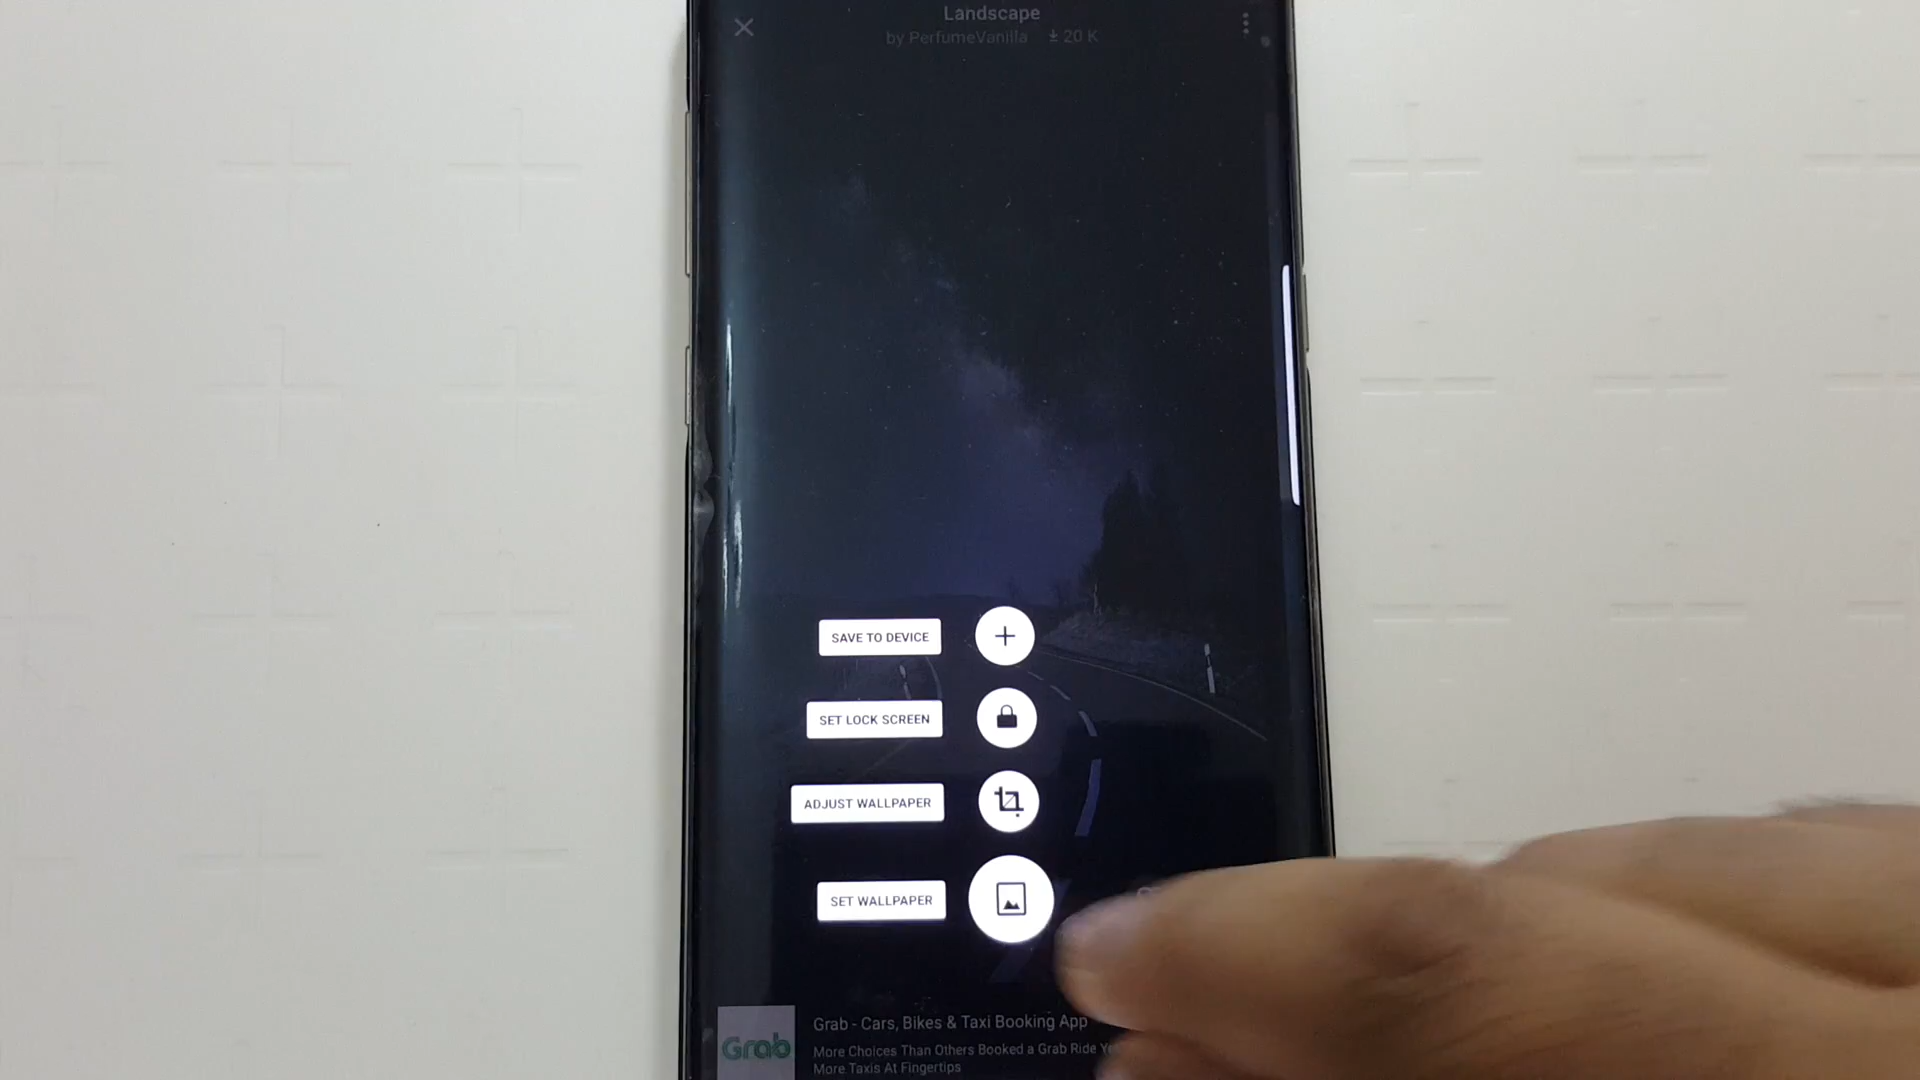 Landscape
by PerfumeVanilla 20 K
SAVE TO DEVICE
SET LOCK SCREEN
ADJUST WALLPAPER
SET WALLPAPER
Grab
Grab - Cars, Bikes & Taxi Booking App
More Choices Than Others Booked a Grab Ride
More Taxis At Fingertips